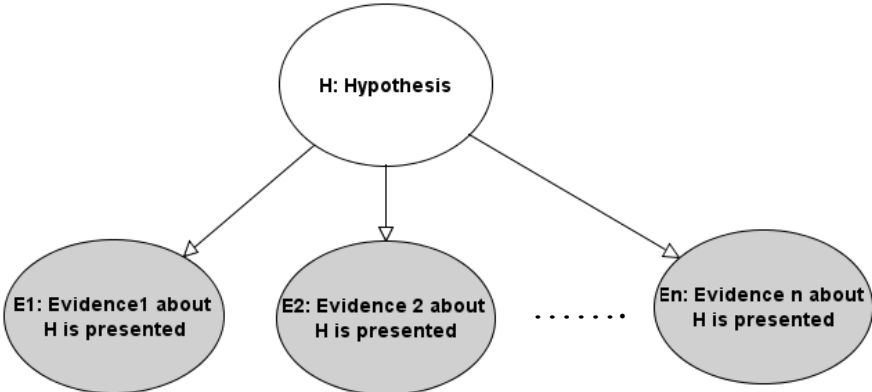 H: Hypothesis
E1: Evidence1 about
H is presented
E2: Evidence 2 about
H is presented
.......
En: Evidence n about
H is presented